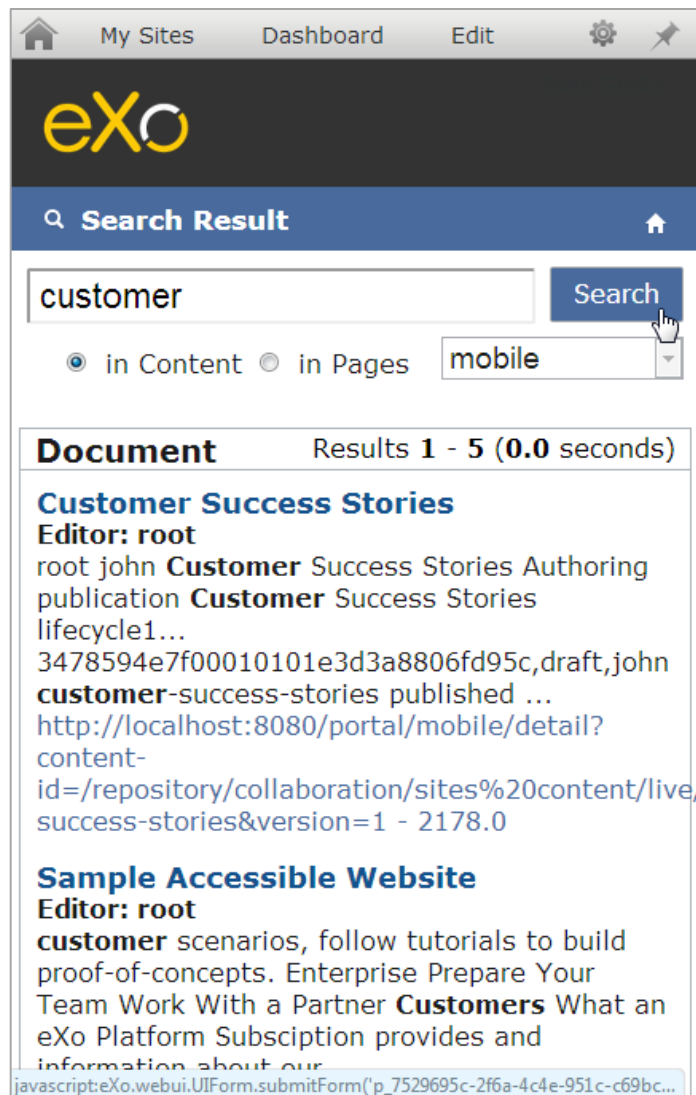 My Sites Dashboard Edit
eXo
Search Result
customer Search
in Content in Pages mobile
Document Results 1 - 5 (0.0 seconds)
Customer Success Stories
Editor: root
root john Customer Success Stories Authoring
publication Customer Success Stories
lifecycle1...
3478594e7f00010101e3d3a8806fd95c,draft,john
customer-success-stories published ...
http://localhost:8080/portal/mobile/detail?
content-
id=/repository/collaboration/sites%20content/live/
success-stories&version=1 - 2178.0
Sample Accessible Website
Editor: root
customer scenarios, follow tutorials to build
proof-of-concepts. Enterprise Prepare Your
Team Work With a Partner Customers What an
eXo Platform Subsciption provides and
information about our
javascript:eXo.webui.UIForm.submitForm('p_7529695c-2f6a-4c4e-951c-c69bc...